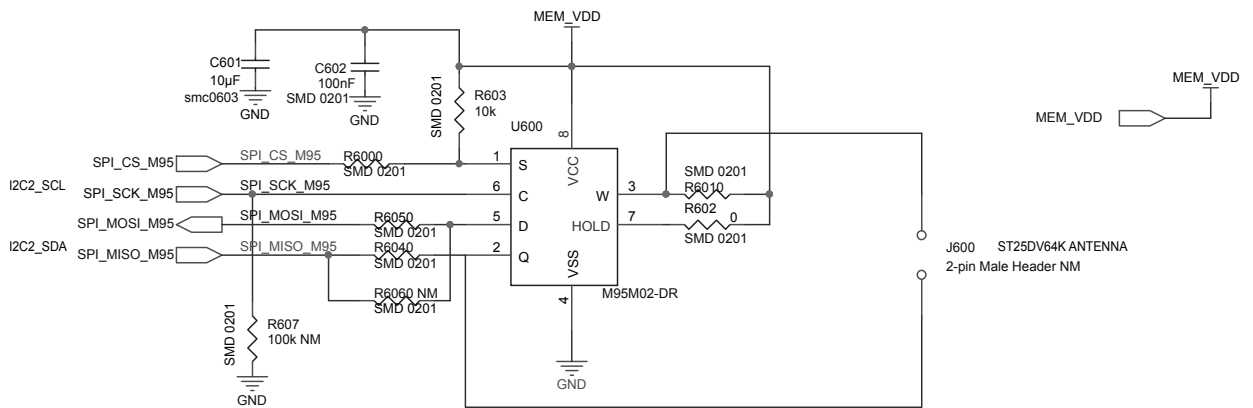 MEM_VDD
C601
10µF
smc0603
GND
C602
100nF
SMD 0201
GND
SMD 0201
R603
10k
MEM_VDD
MEM_VDD
U600
8
VCC
SPI_CS_M95
SPI_CS_M95
R6000
SMD 0201
1
S
I2C2_SCL
SPI_SCK_M95
SPI_SCK_M95
6
C
W
3
SMD 0201
R6010
SPI_MOSI_M95
SPI_MOSI_M95
R6050
SMD 0201
5
D
HOLD
7
R602
0
SMD 0201
I2C2_SDA
SPI_MISO_M95
SPI_MISO_M95
R6040
SMD 0201
2
Q
VSS
4
M95M02-DR
R6060 NM
SMD 0201
J600
ST25DV64K ANTENNA
2-pin Male Header NM
SMD 0201
R607
100k NM
GND
GND